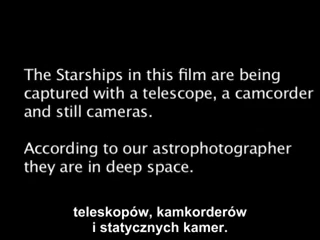 The Starships in this film are being
captured with a telescope, a camcorder
and still cameras.
According to our astrophotographer
they are in deep space.
teleskopów, kamkorderów
i statycznych kamer.